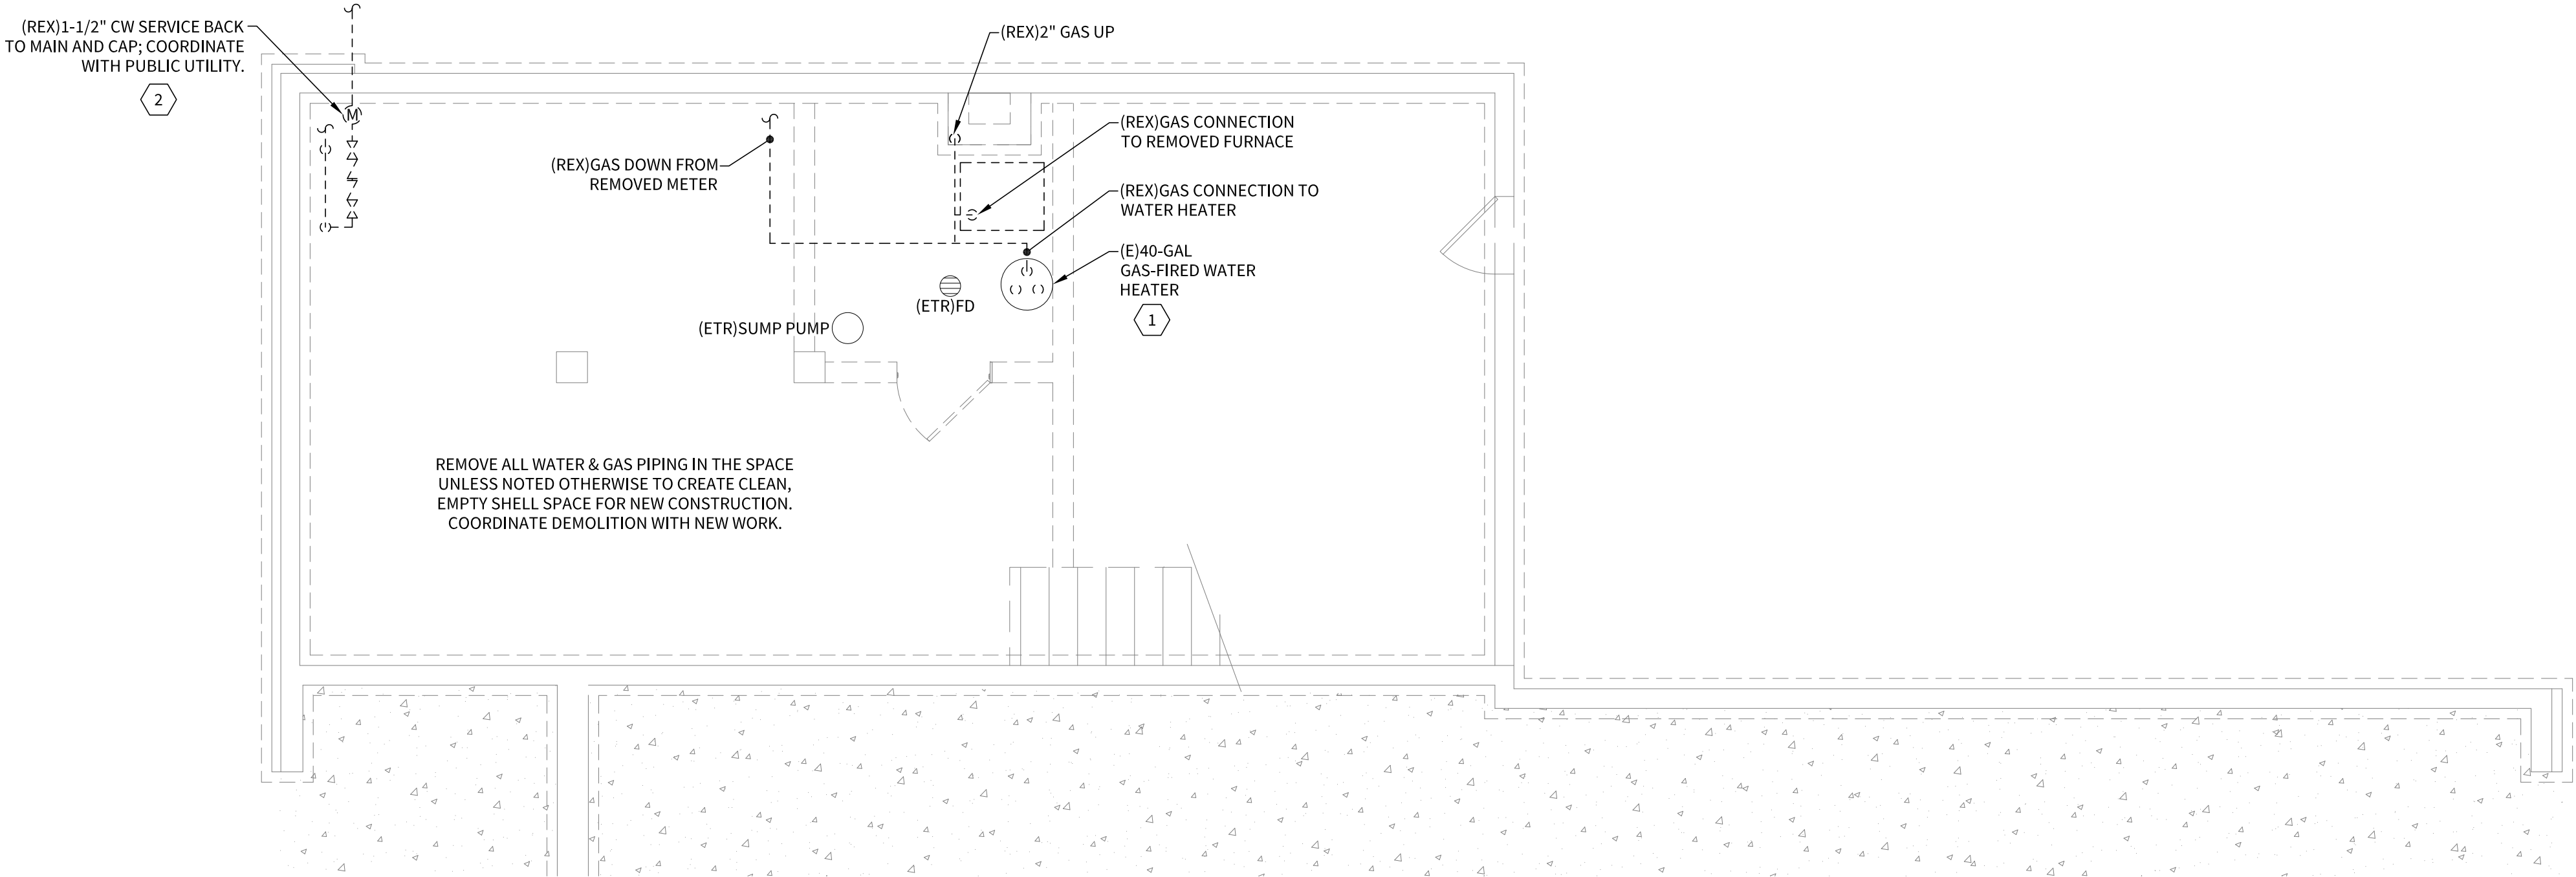 (REX)1-1/2" CW SERVICE BACK
TO MAIN AND CAP; COORDINATE
WITH PUBLIC UTILITY.
2
M
(REX)2" GAS UP
(REX)GAS DOWN FROM
REMOVED METER
(REX)GAS CONNECTION
TO REMOVED FURNACE
(REX)GAS CONNECTION TO
WATER HEATER
(E)40-GAL
GAS-FIRED WATER
HEATER
1
(ETR)FD
(ETR)SUMP PUMP
REMOVE ALL WATER & GAS PIPING IN THE SPACE
UNLESS NOTED OTHERWISE TO CREATE CLEAN,
EMPTY SHELL SPACE FOR NEW CONSTRUCTION.
COORDINATE DEMOLITION WITH NEW WORK.